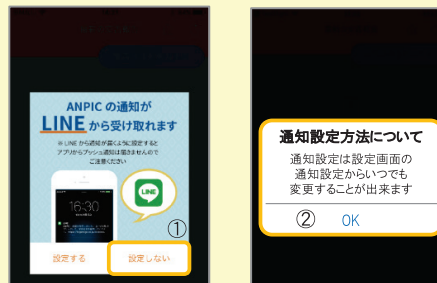 ANPIC の通知が
LINE から受け取れます
※ LINE から通知が届くように設定すると
アプリからプッシュ通知は届きませんので
ご注意ください
16:30
LINE
①
設定する
設定しない
通知設定方法について
通知設定は設定画面の
通知設定からいつでも
変更することが出来ます
② OK